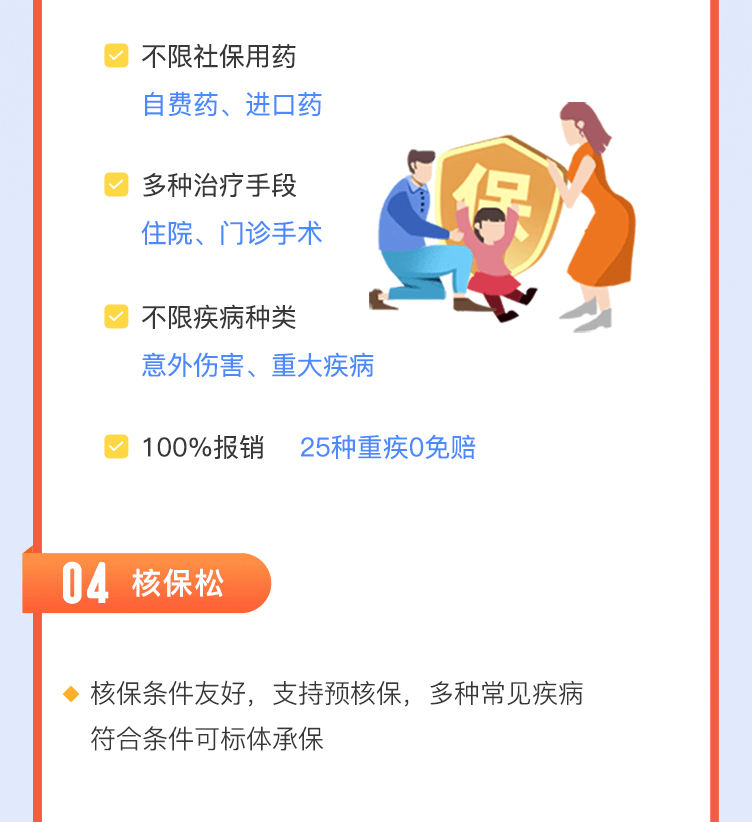 不限社保用药
自费药、进口药
保
多种治疗手段
住院、门诊手术
不限疾病种类
意外伤害、重大疾病
100%报销 25种重疾0免赔
04 核保松
核保条件友好，支持预核保，多种常见疾病
符合条件可标体承保